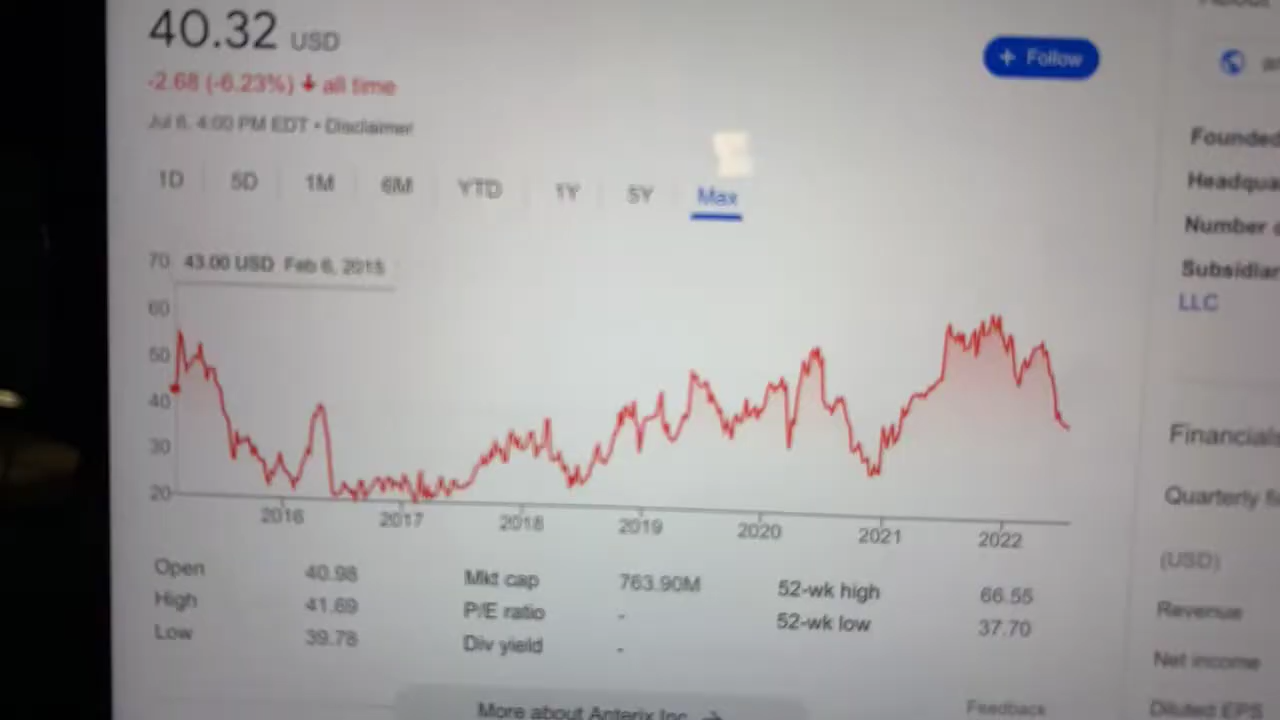 40.32 USD
-2.68 (-6.23%) all time
Jul 6, 4:00 PM EDT • Disclaimer
+ Follow
1D 5D 1M 6M YTD 1Y 5Y Max
43.00 USD Feb 6, 2015
70
60
50
40
30
20
2016 2017 2018 2019 2020 2021 2022
Open 40.98 Mkt cap 763.90M 52-wk high 66.55
High 41.69 P/E ratio - 52-wk low 37.70
Low 39.78 Div yield -
More about Anterix Inc
Feedback
About
Founded
Headqua
Number
Subsidiar
LLC
Financials
Quarterly
(USD)
Revenue
Net income
Diluted EPS